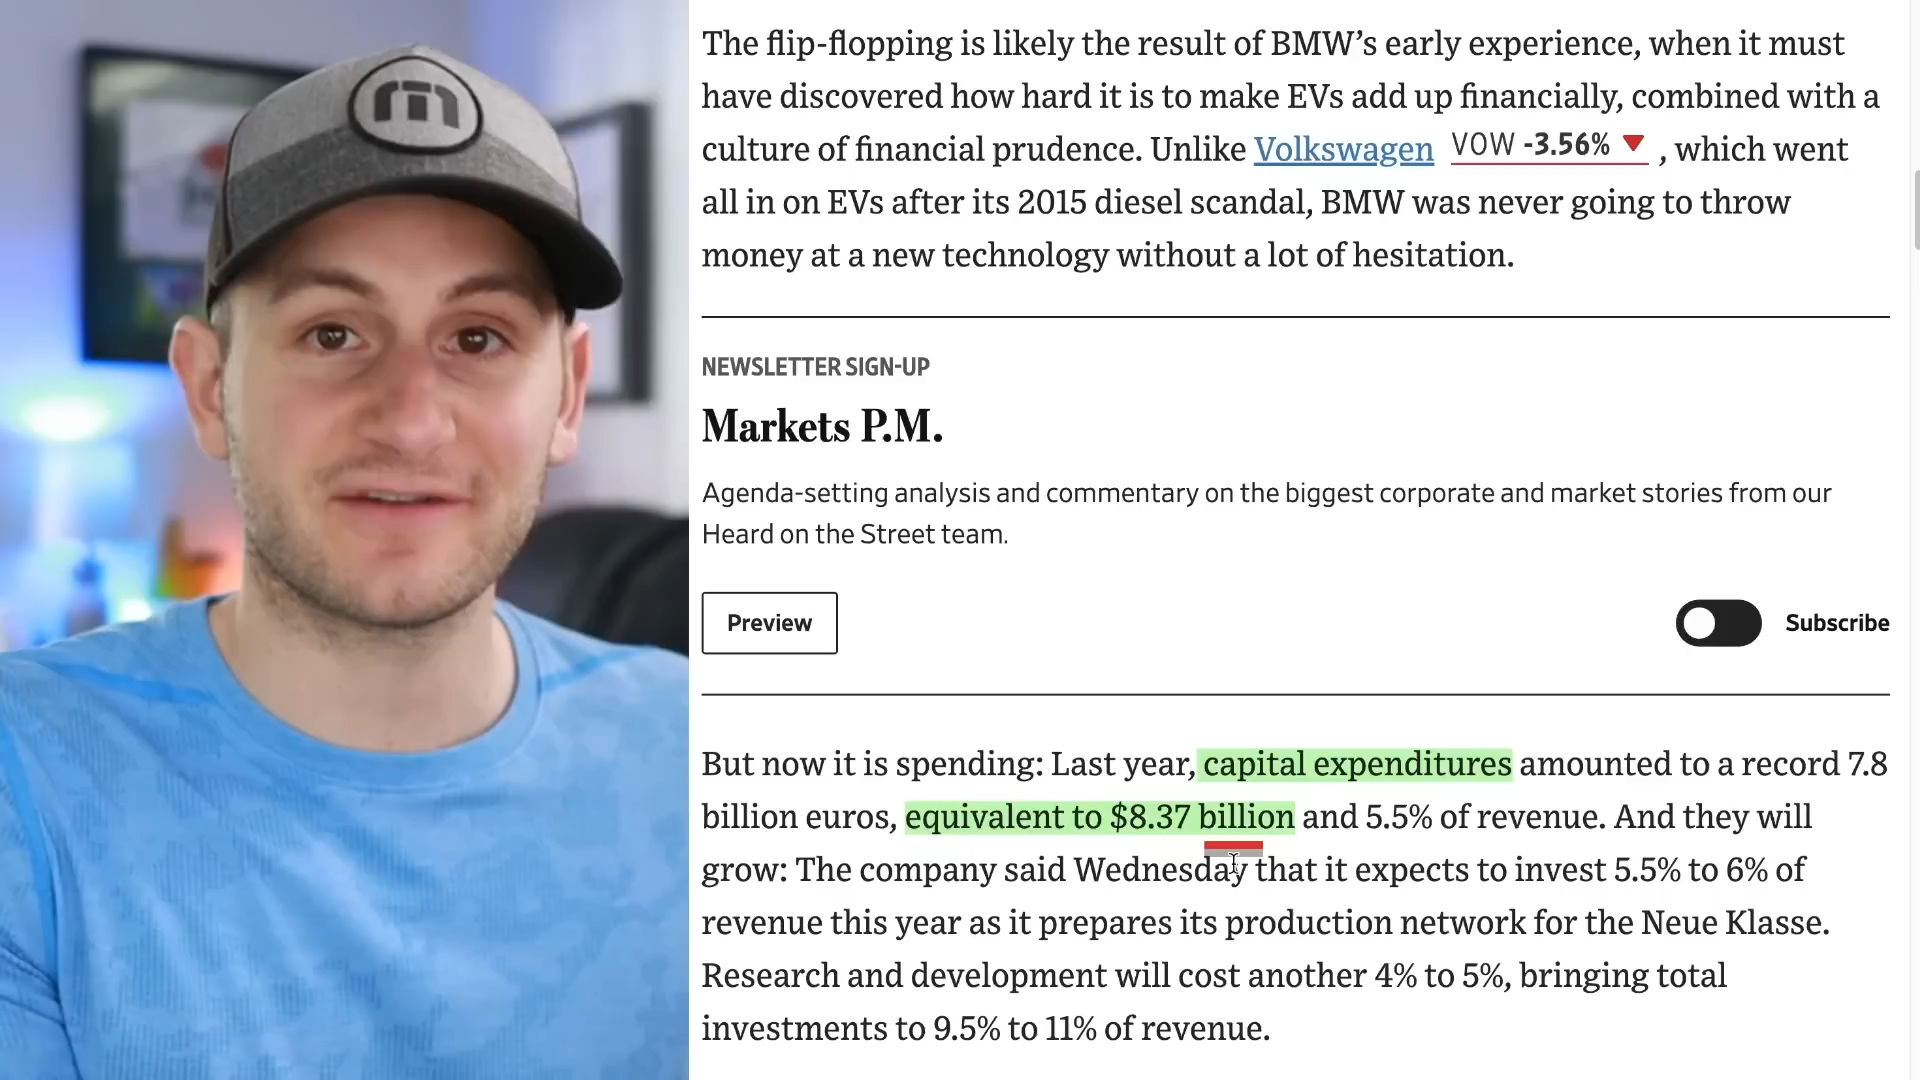 The flip-flopping is likely the result of BMW’s early experience, when it must
have discovered how hard it is to make EVs add up financially, combined with a
culture of financial prudence. Unlike Volkswagen VOW -3.56% , which went
all in on EVs after its 2015 diesel scandal, BMW was never going to throw
money at a new technology without a lot of hesitation.
NEWSLETTER SIGN-UP
Markets P.M.
Agenda-setting analysis and commentary on the biggest corporate and market stories from our
Heard on the Street team.
Preview
Subscribe
But now it is spending: Last year, capital expenditures amounted to a record 7.8
billion euros, equivalent to $8.37 billion and 5.5% of revenue. And they will
grow: The company said Wednesday that it expects to invest 5.5% to 6% of
revenue this year as it prepares its production network for the Neue Klasse.
Research and development will cost another 4% to 5%, bringing total
investments to 9.5% to 11% of revenue.